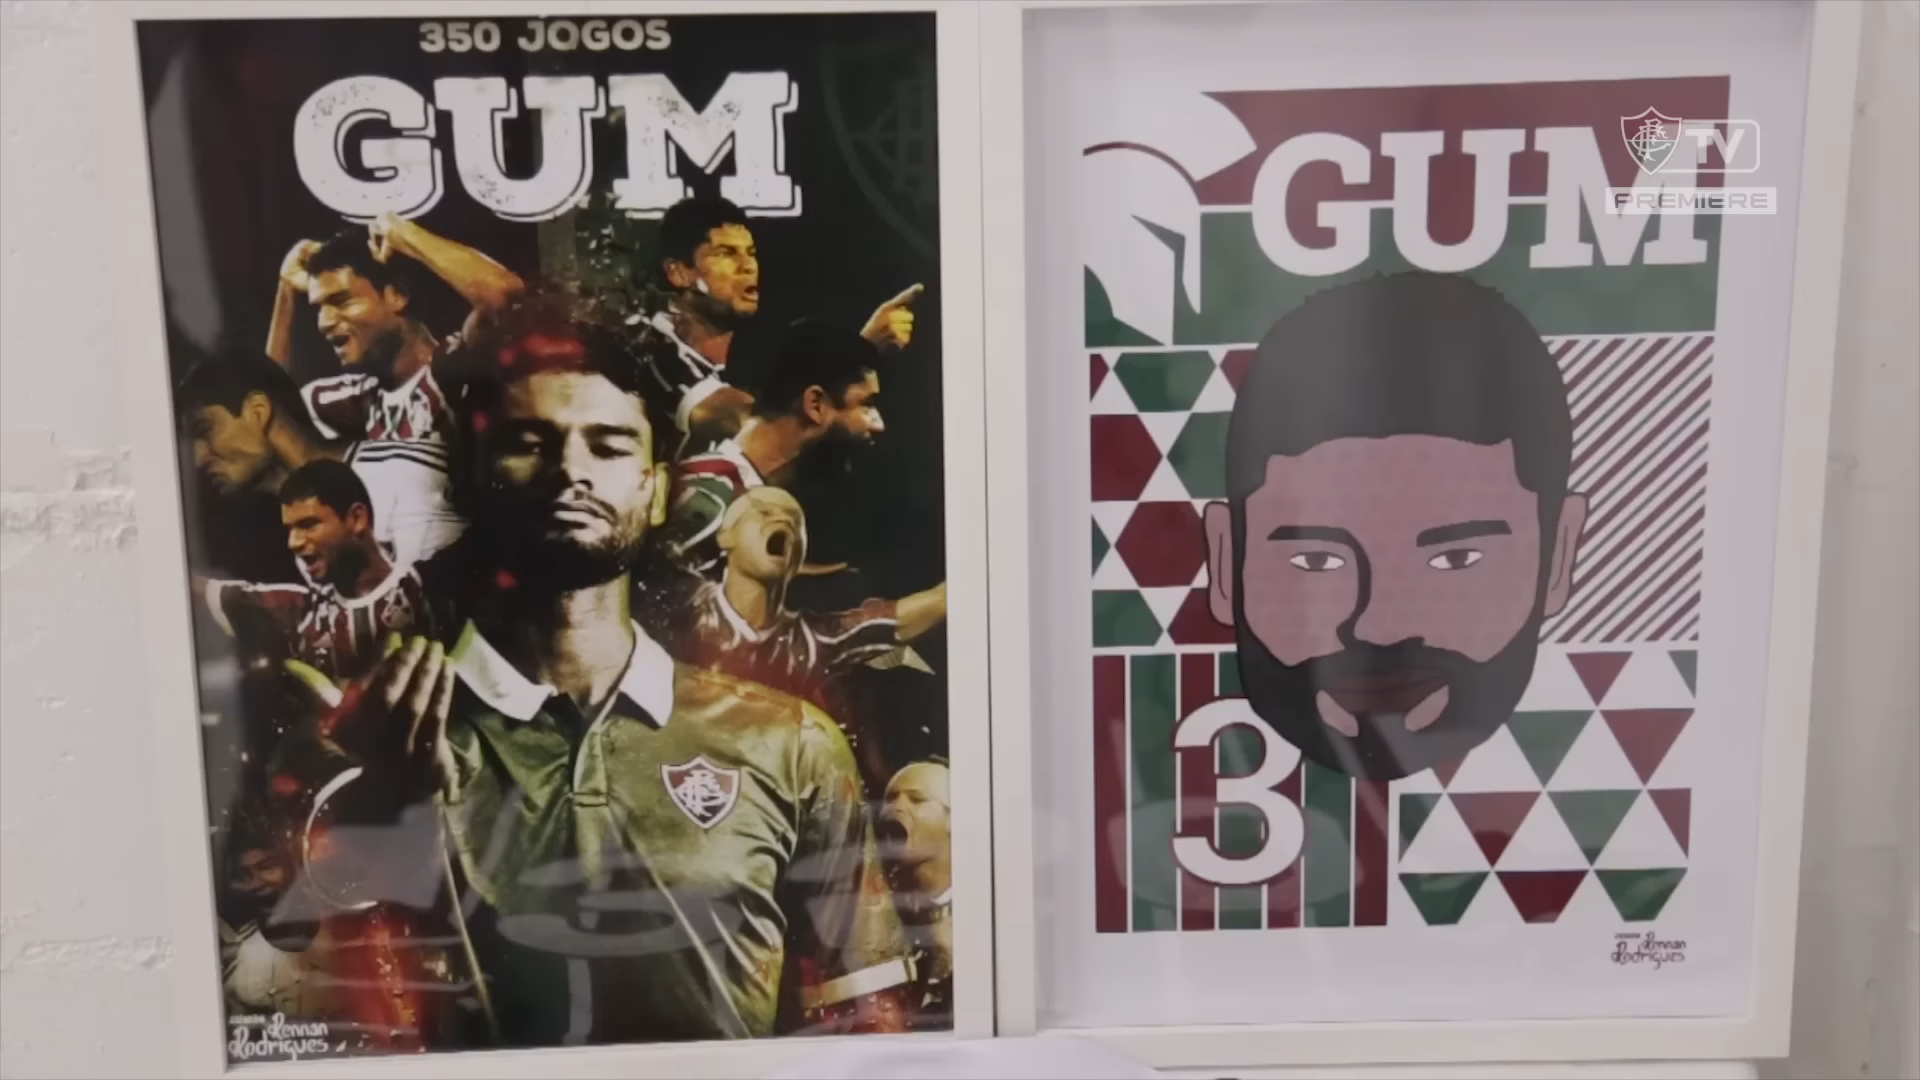 350 JOGOS
GUM
Rennan
Rodrigues
GUM
3
Rennan
Rodrigues
TV
PREMIERE